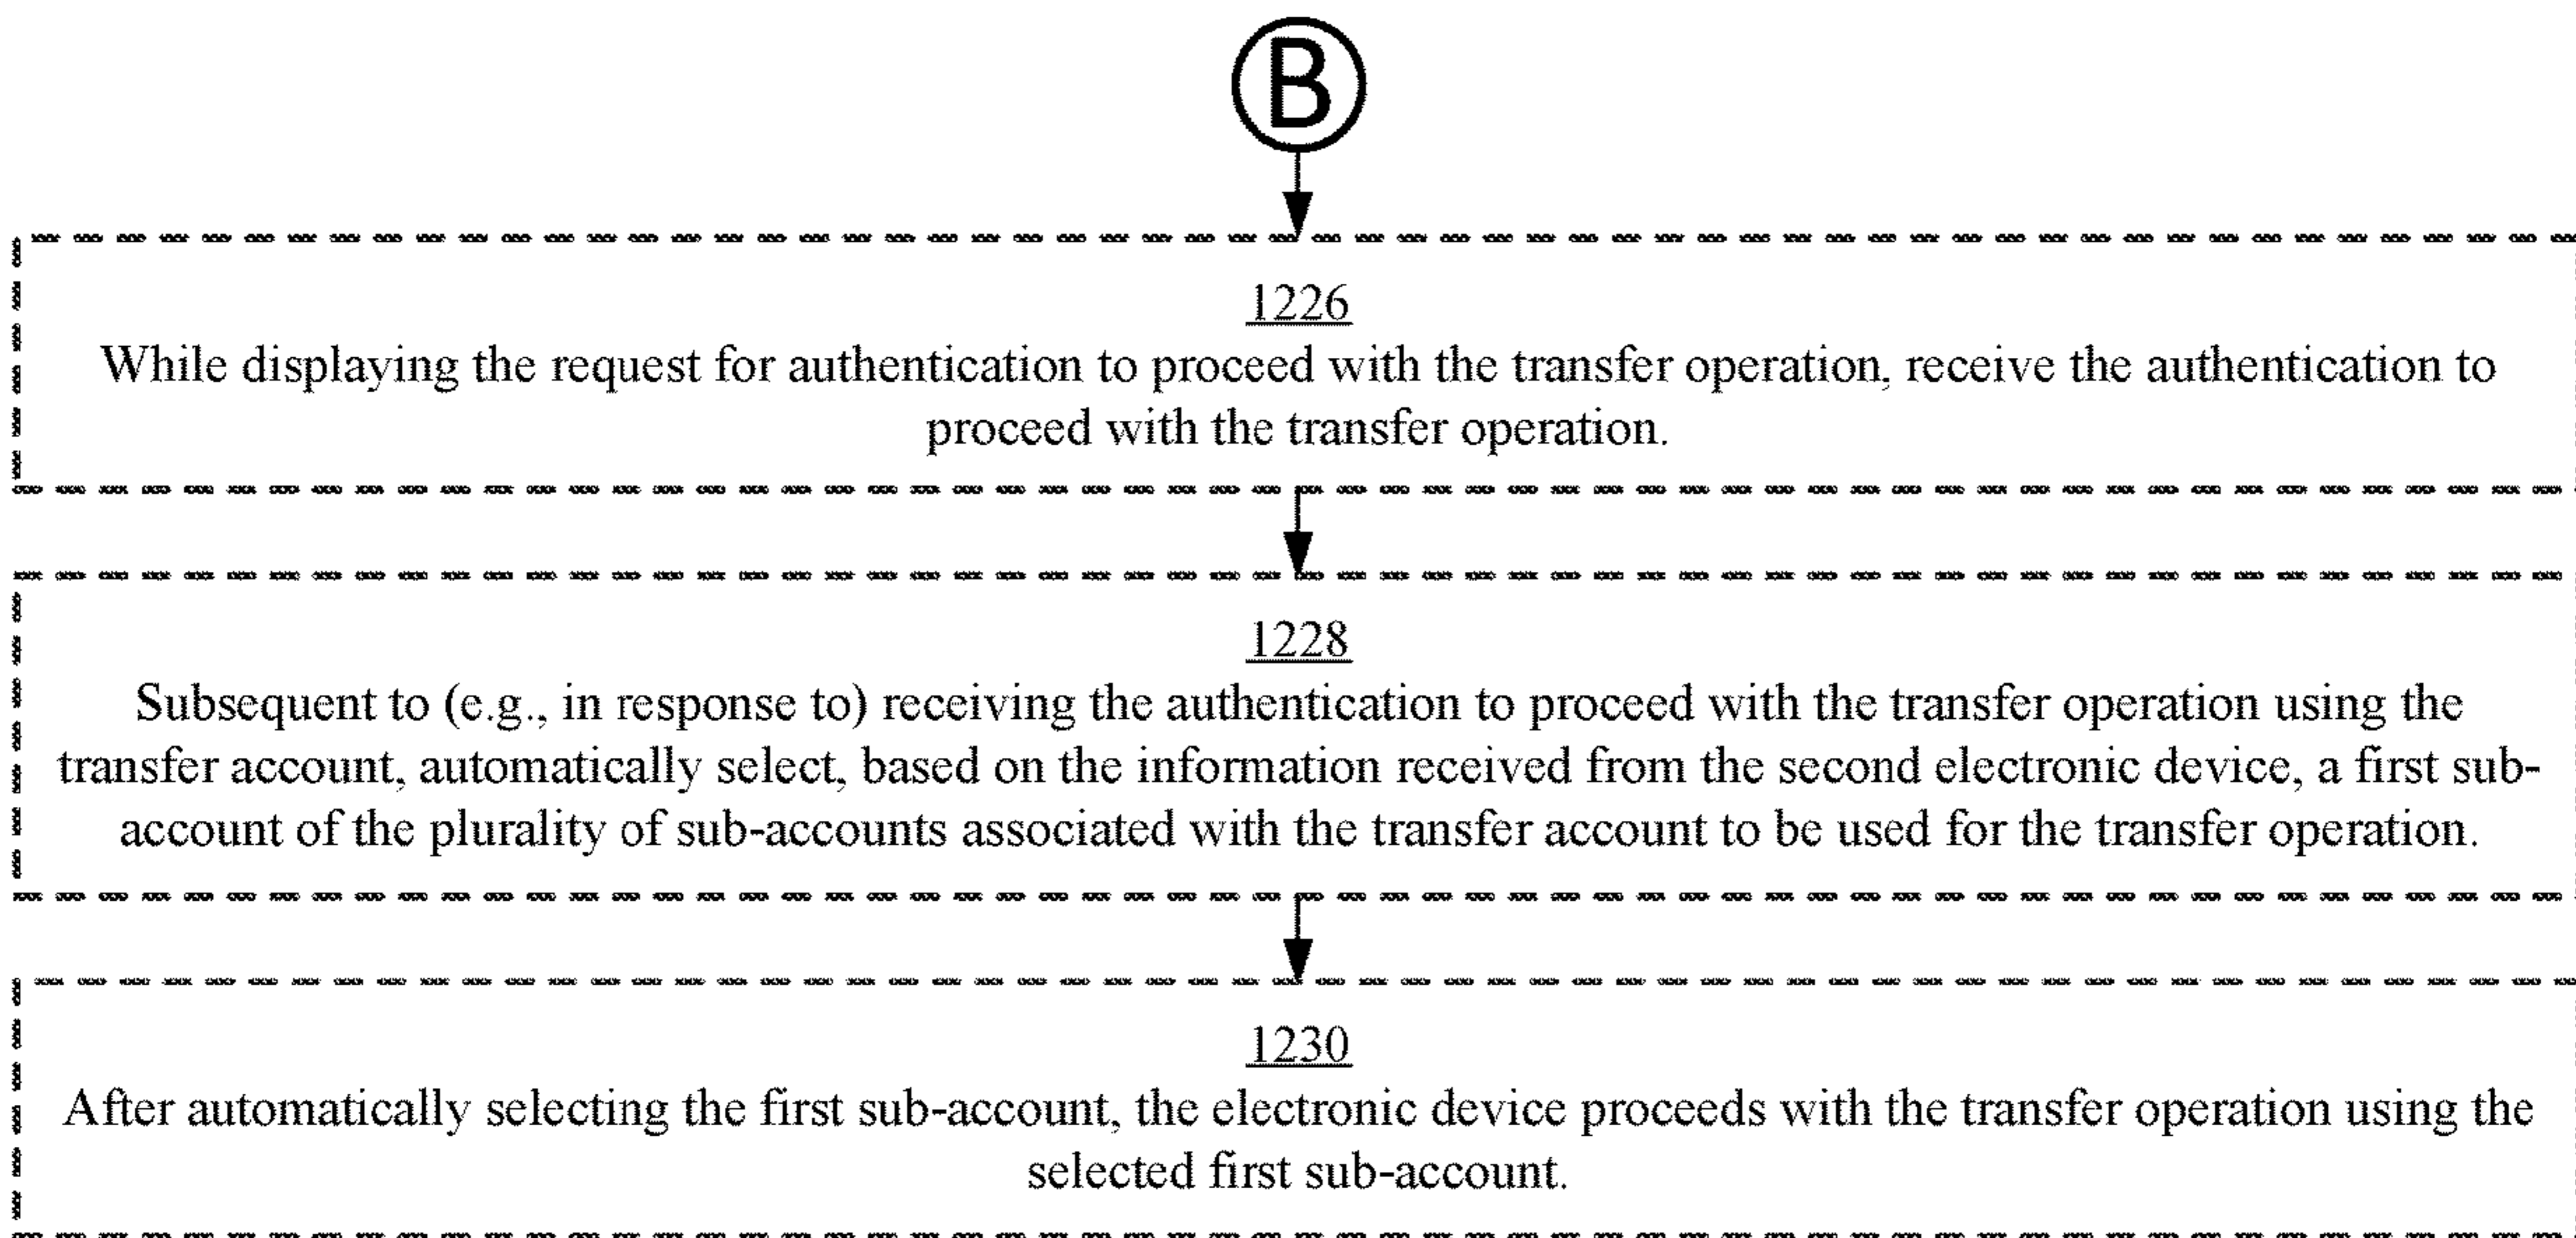 B
1226
While displaying the request for authentication to proceed with the transfer operation, receive the authentication to
proceed with the transfer operation.
1228
Subsequent to (e.g., in response to) receiving the authentication to proceed with the transfer operation using the
transfer account, automatically select, based on the information received from the second electronic device, a first sub-
account of the plurality of sub-accounts associated with the transfer account to be used for the transfer operation.
1230
After automatically selecting the first sub-account, the electronic device proceeds with the transfer operation using the
selected first sub-account.